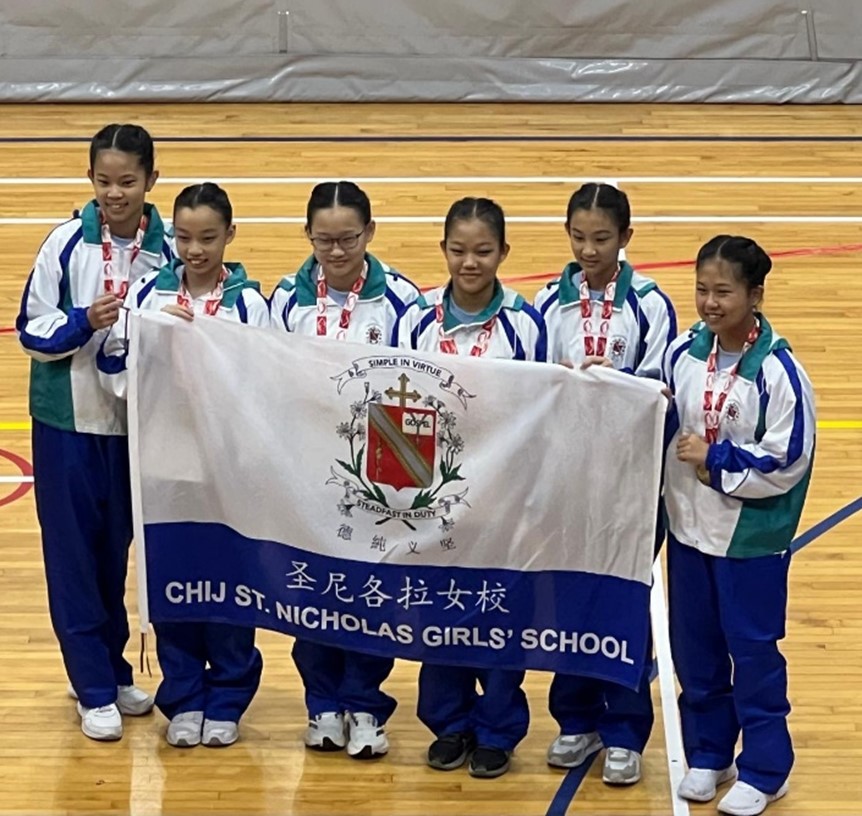 SIMPLE IN VIRTUE
GOSPEL
STEADFAST IN DUTY
德 純 义 坚
圣尼各拉女校
CHIJ ST. NICHOLAS GIRLS' SCHOOL